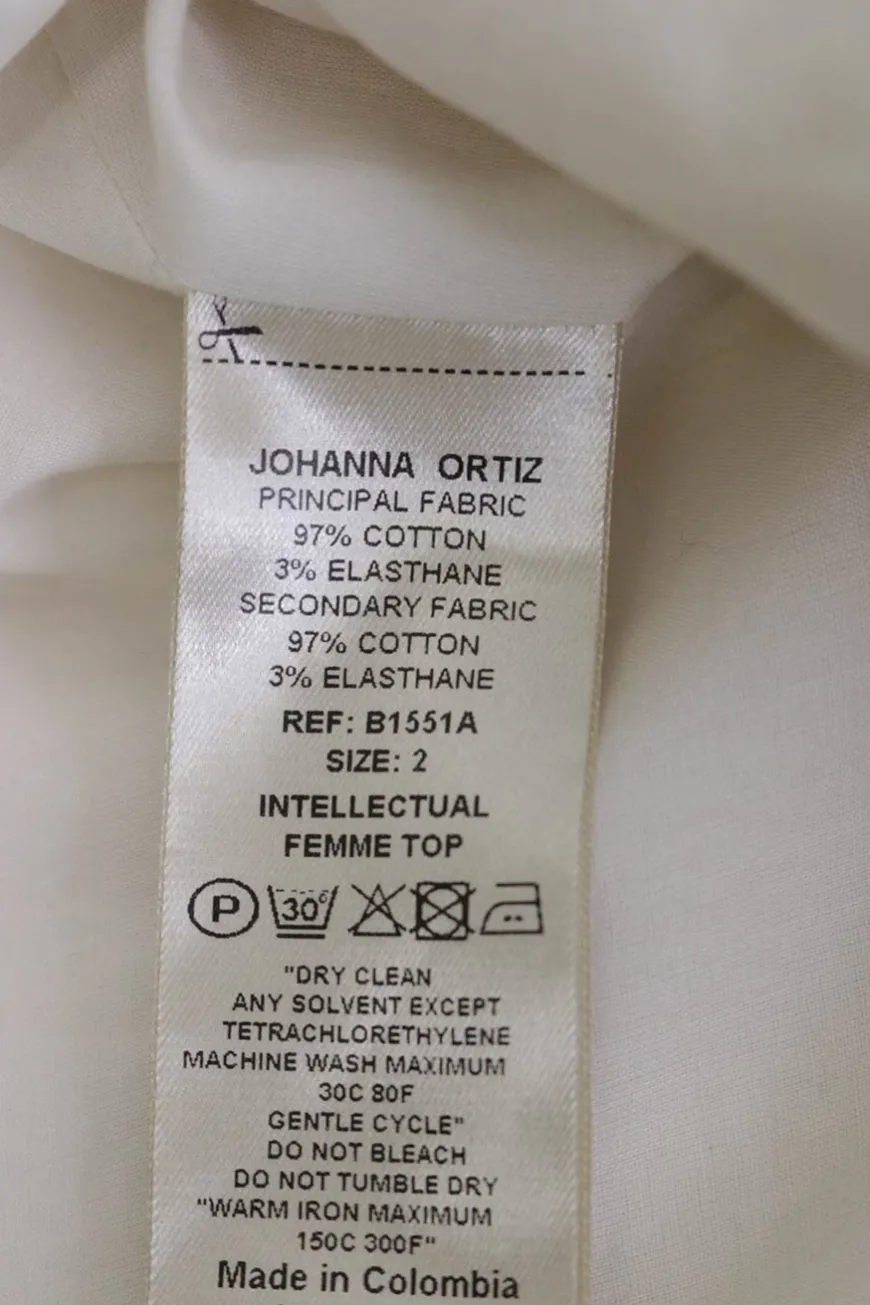 JOHANNA ORTIZ
PRINCIPAL FABRIC
97% COTTON
3% ELASTHANE
SECONDARY FABRIC
97% COTTON
3% ELASTHANE
REF: B1551A
SIZE: 2
INTELLECTUAL
FEMME TOP
P 30°
"DRY CLEAN
ANY SOLVENT EXCEPT
TETRACHLORETHYLENE
MACHINE WASH MAXIMUM
30C 80F
GENTLE CYCLE"
DO NOT BLEACH
DO NOT TUMBLE DRY
"WARM IRON MAXIMUM
150C 300F"
Made in Colombia